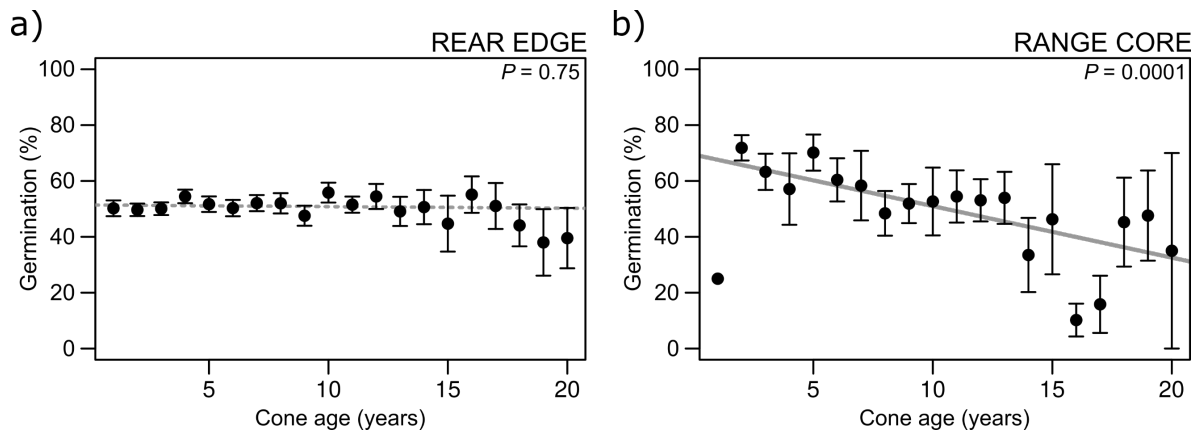 a)
REAR EDGE
P = 0.75
100
80
60
40
20
0
Germination (%)
5 10 15 20
Cone age (years)
b)
RANGE CORE
P = 0.0001
100
80
60
40
20
0
Germination (%)
5 10 15 20
Cone age (years)